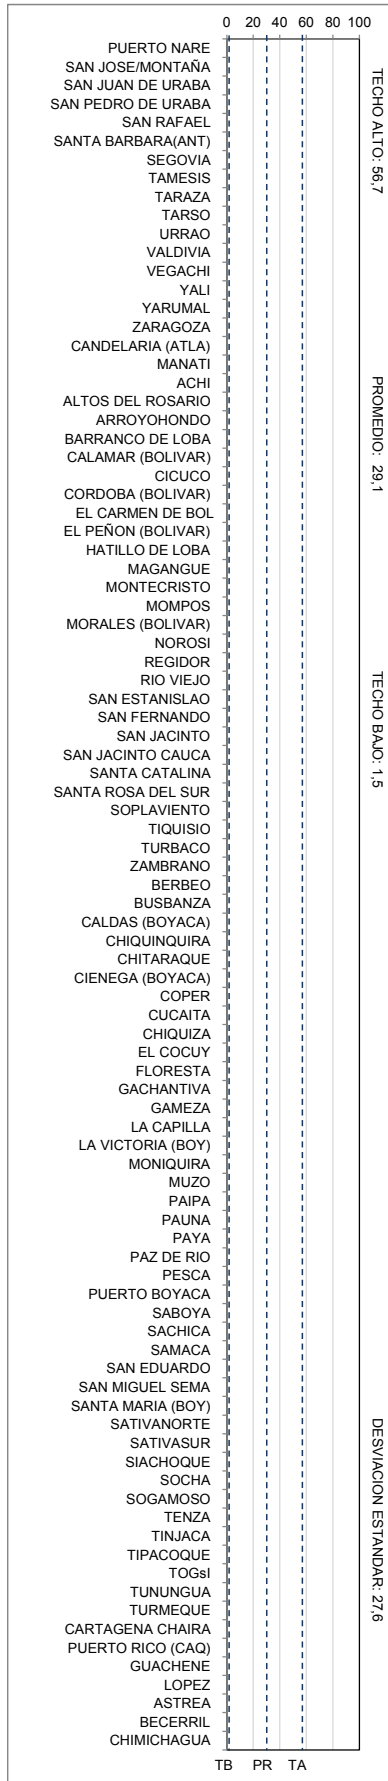 0 20 40 60 80 100
PUERTO NARE
SAN JOSE/MONTAÑA
SAN JUAN DE URABA
SAN PEDRO DE URABA
SAN RAFAEL
SANTA BARBARA(ANT)
SEGOVIA
TAMESIS
TARAZA
TARSO
URRAO
VALDIVIA
VEGACHI
YALI
YARUMAL
ZARAGOZA
CANDELARIA (ATLA)
MANATI
ACHI
ALTOS DEL ROSARIO
ARROYOHONDO
BARRANCO DE LOBA
CALAMAR (BOLIVAR)
CICUCO
CORDOBA (BOLIVAR)
EL CARMEN DE BOL
EL PEÑON (BOLIVAR)
HATILLO DE LOBA
MAGANGUE
MONTECRISTO
MOMPOS
MORALES (BOLIVAR)
NOROSI
REGIDOR
RIO VIEJO
SAN ESTANISLAO
SAN FERNANDO
SAN JACINTO
SAN JACINTO CAUCA
SANTA CATALINA
SANTA ROSA DEL SUR
SOPLAVIENTO
TIQUISIO
TURBACO
ZAMBRANO
BERBEO
BUSBANZA
CALDAS (BOYACA)
CHIQUINQUIRA
CHITARAQUE
CIENEGA (BOYACA)
COPER
CUCAITA
CHIQUIZA
EL COCUY
FLORESTA
GACHANTIVA
GAMEZA
LA CAPILLA
LA VICTORIA (BOY)
MONIQUIRA
MUZO
PAIPA
PAUNA
PAYA
PAZ DE RIO
PESCA
PUERTO BOYACA
SABOYA
SACHICA
SAMACA
SAN EDUARDO
SAN MIGUEL SEMA
SANTA MARIA (BOY)
SATIVANORTE
SATIVASUR
SIACHOQUE
SOCHA
SOGAMOSO
TENZA
TINJACA
TIPACOQUE
TOGsI
TUNUNGUA
TURMEQUE
CARTAGENA CHAIRA
PUERTO RICO (CAQ)
GUACHENE
LOPEZ
ASTREA
BECERRIL
CHIMICHAGUA
TB PR TA
TECHO ALTO: 56,7
PROMEDIO: 29,1
TECHO BAJO: 1,5
DESVIACION ESTANDAR: 27,6